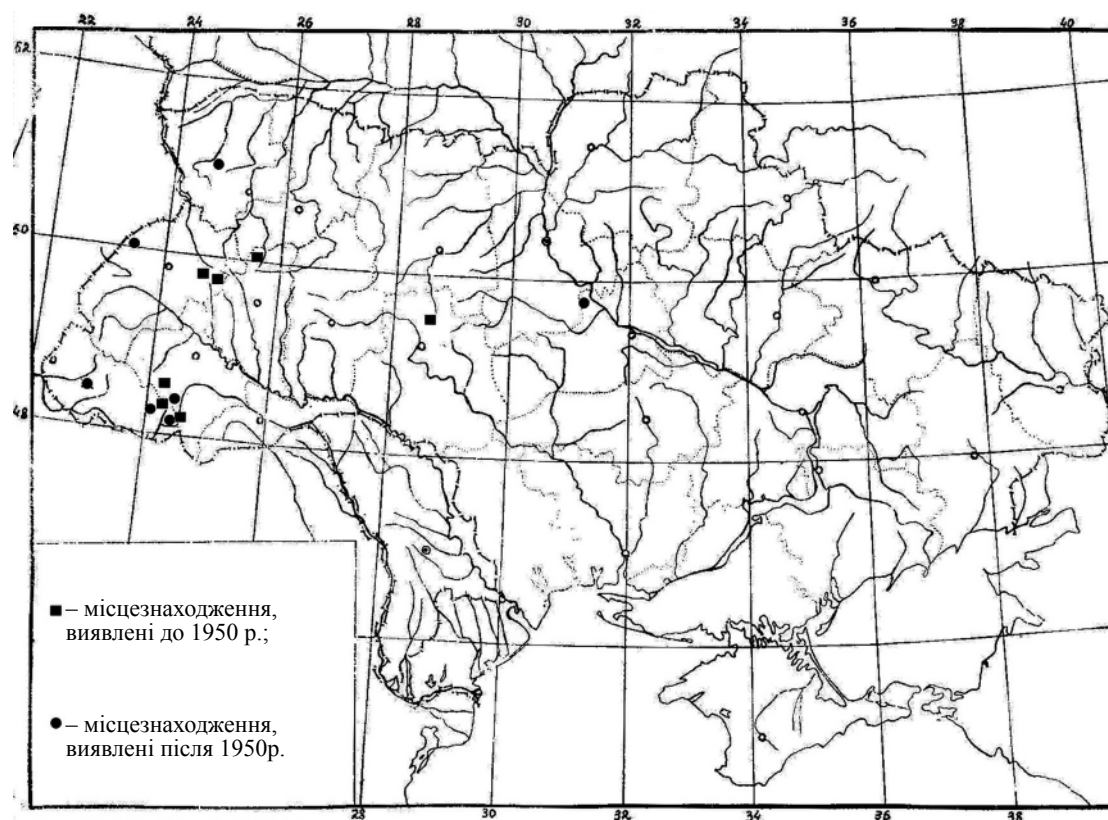 22 24 26 28 30 32 34 36 38 40
52
50
48
■ – місцезнаходження,
виявлені до 1950 р.;
● – місцезнаходження,
виявлені після 1950р.
28 30 32 34 36 38